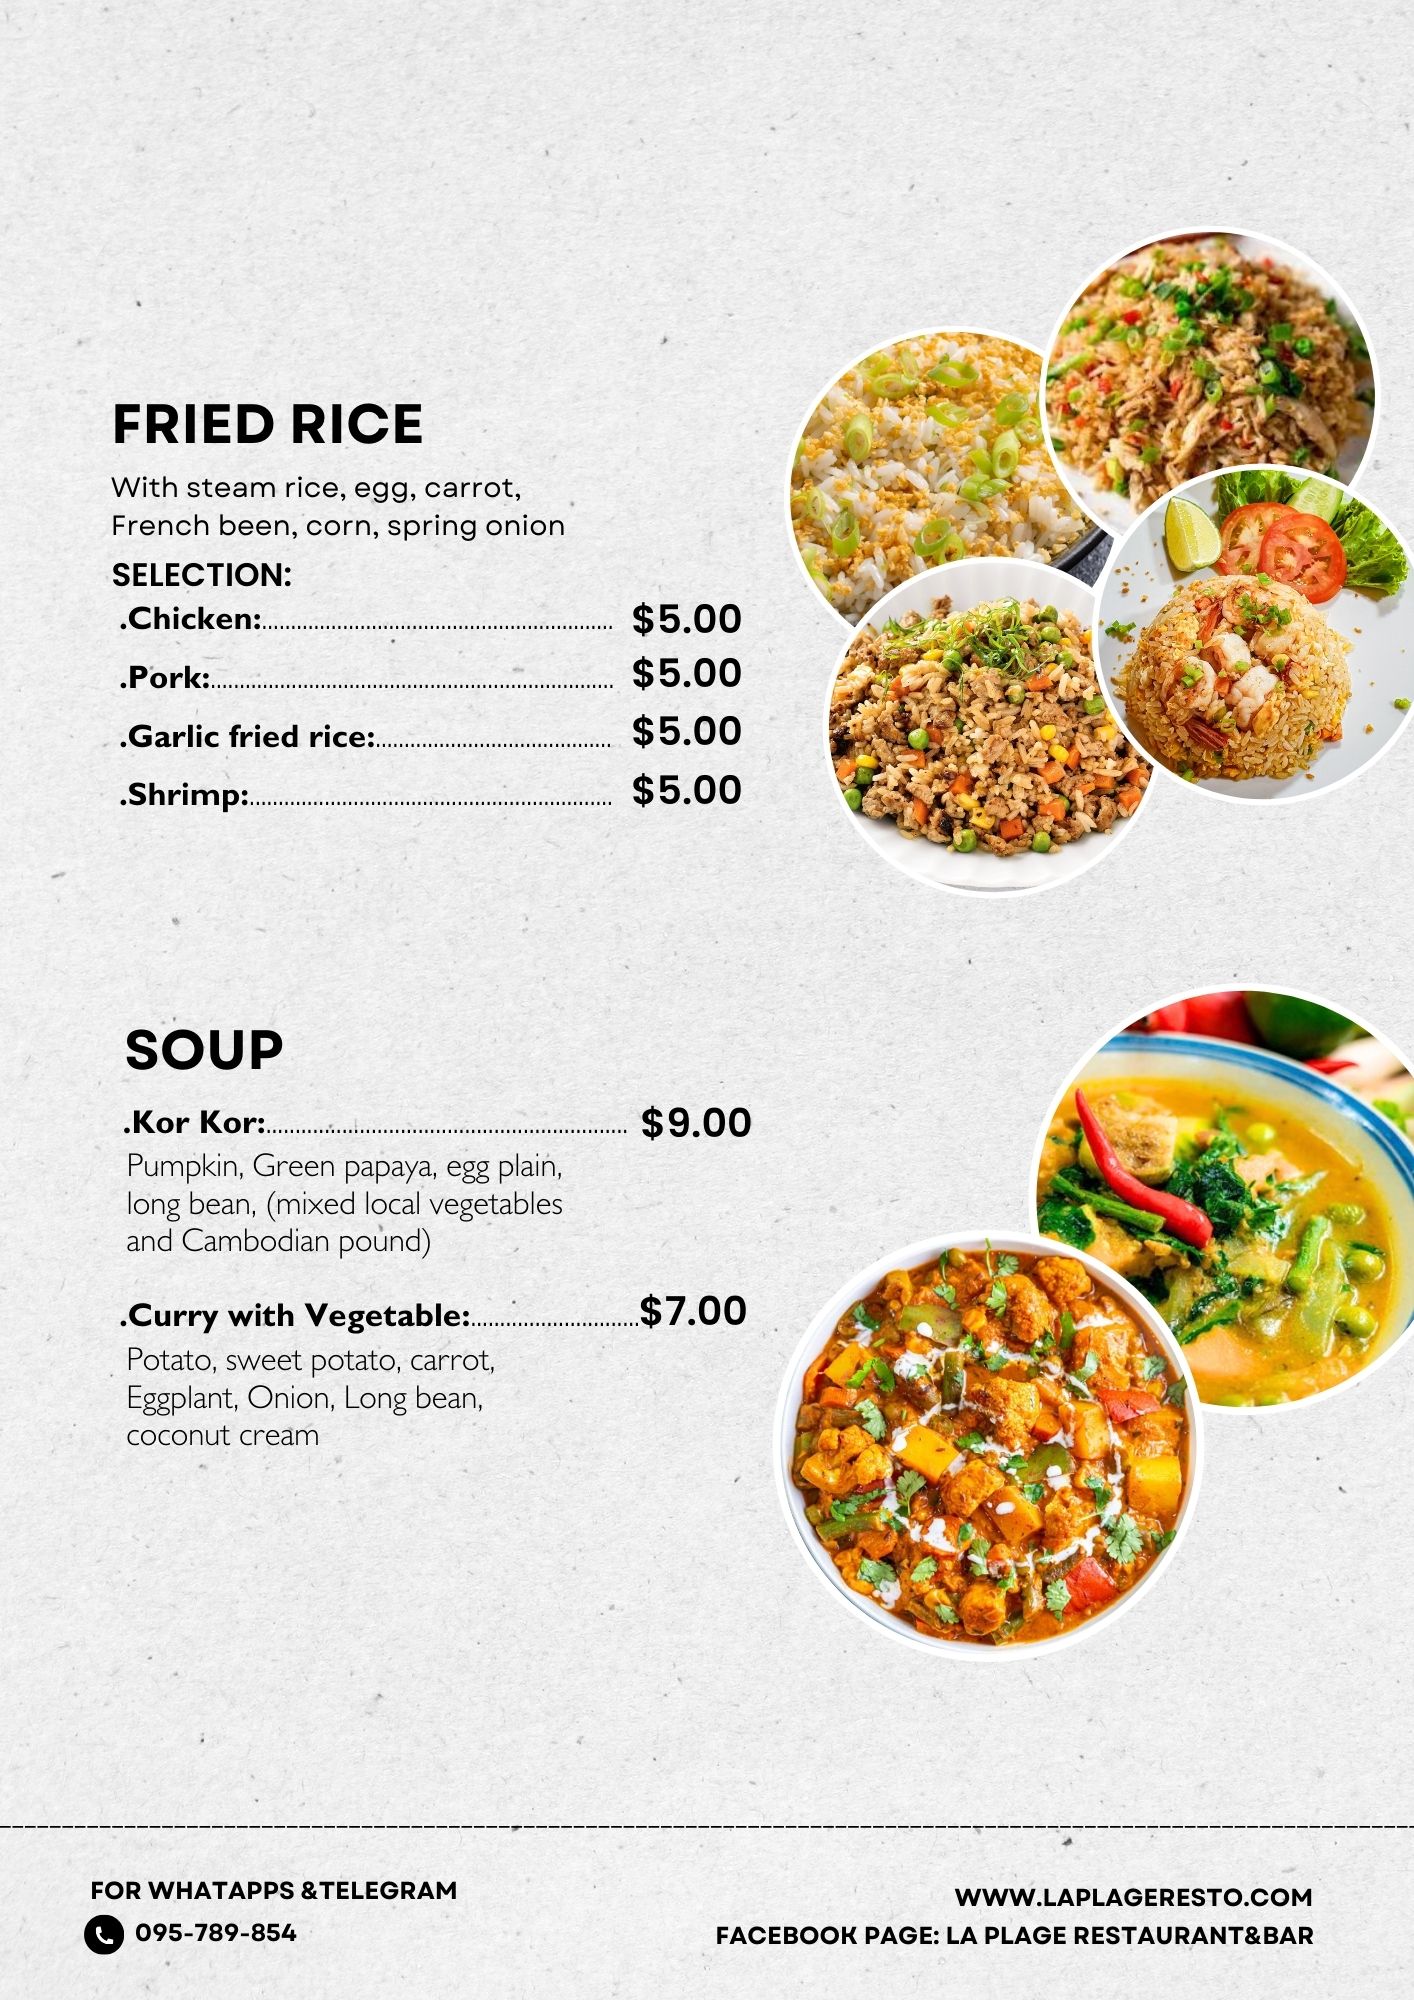 FRIED RICE
With steam rice, egg, carrot,
French been, corn, spring onion
SELECTION:
.Chicken:............................................................ $5.00
.Pork:..................................................................... $5.00
.Garlic fried rice:........................................ $5.00
.Shrimp:.............................................................. $5.00
SOUP
.Kor Kor:.............................................................. $9.00
Pumpkin, Green papaya, egg plain,
long bean, (mixed local vegetables
and Cambodian pound)
.Curry with Vegetable:.............................$7.00
Potato, sweet potato, carrot,
Eggplant, Onion, Long bean,
coconut cream
FOR WHATAPPS &TELEGRAM
095-789-854
WWW.LAPLAGERESTO.COM
FACEBOOK PAGE: LA PLAGE RESTAURANT&BAR